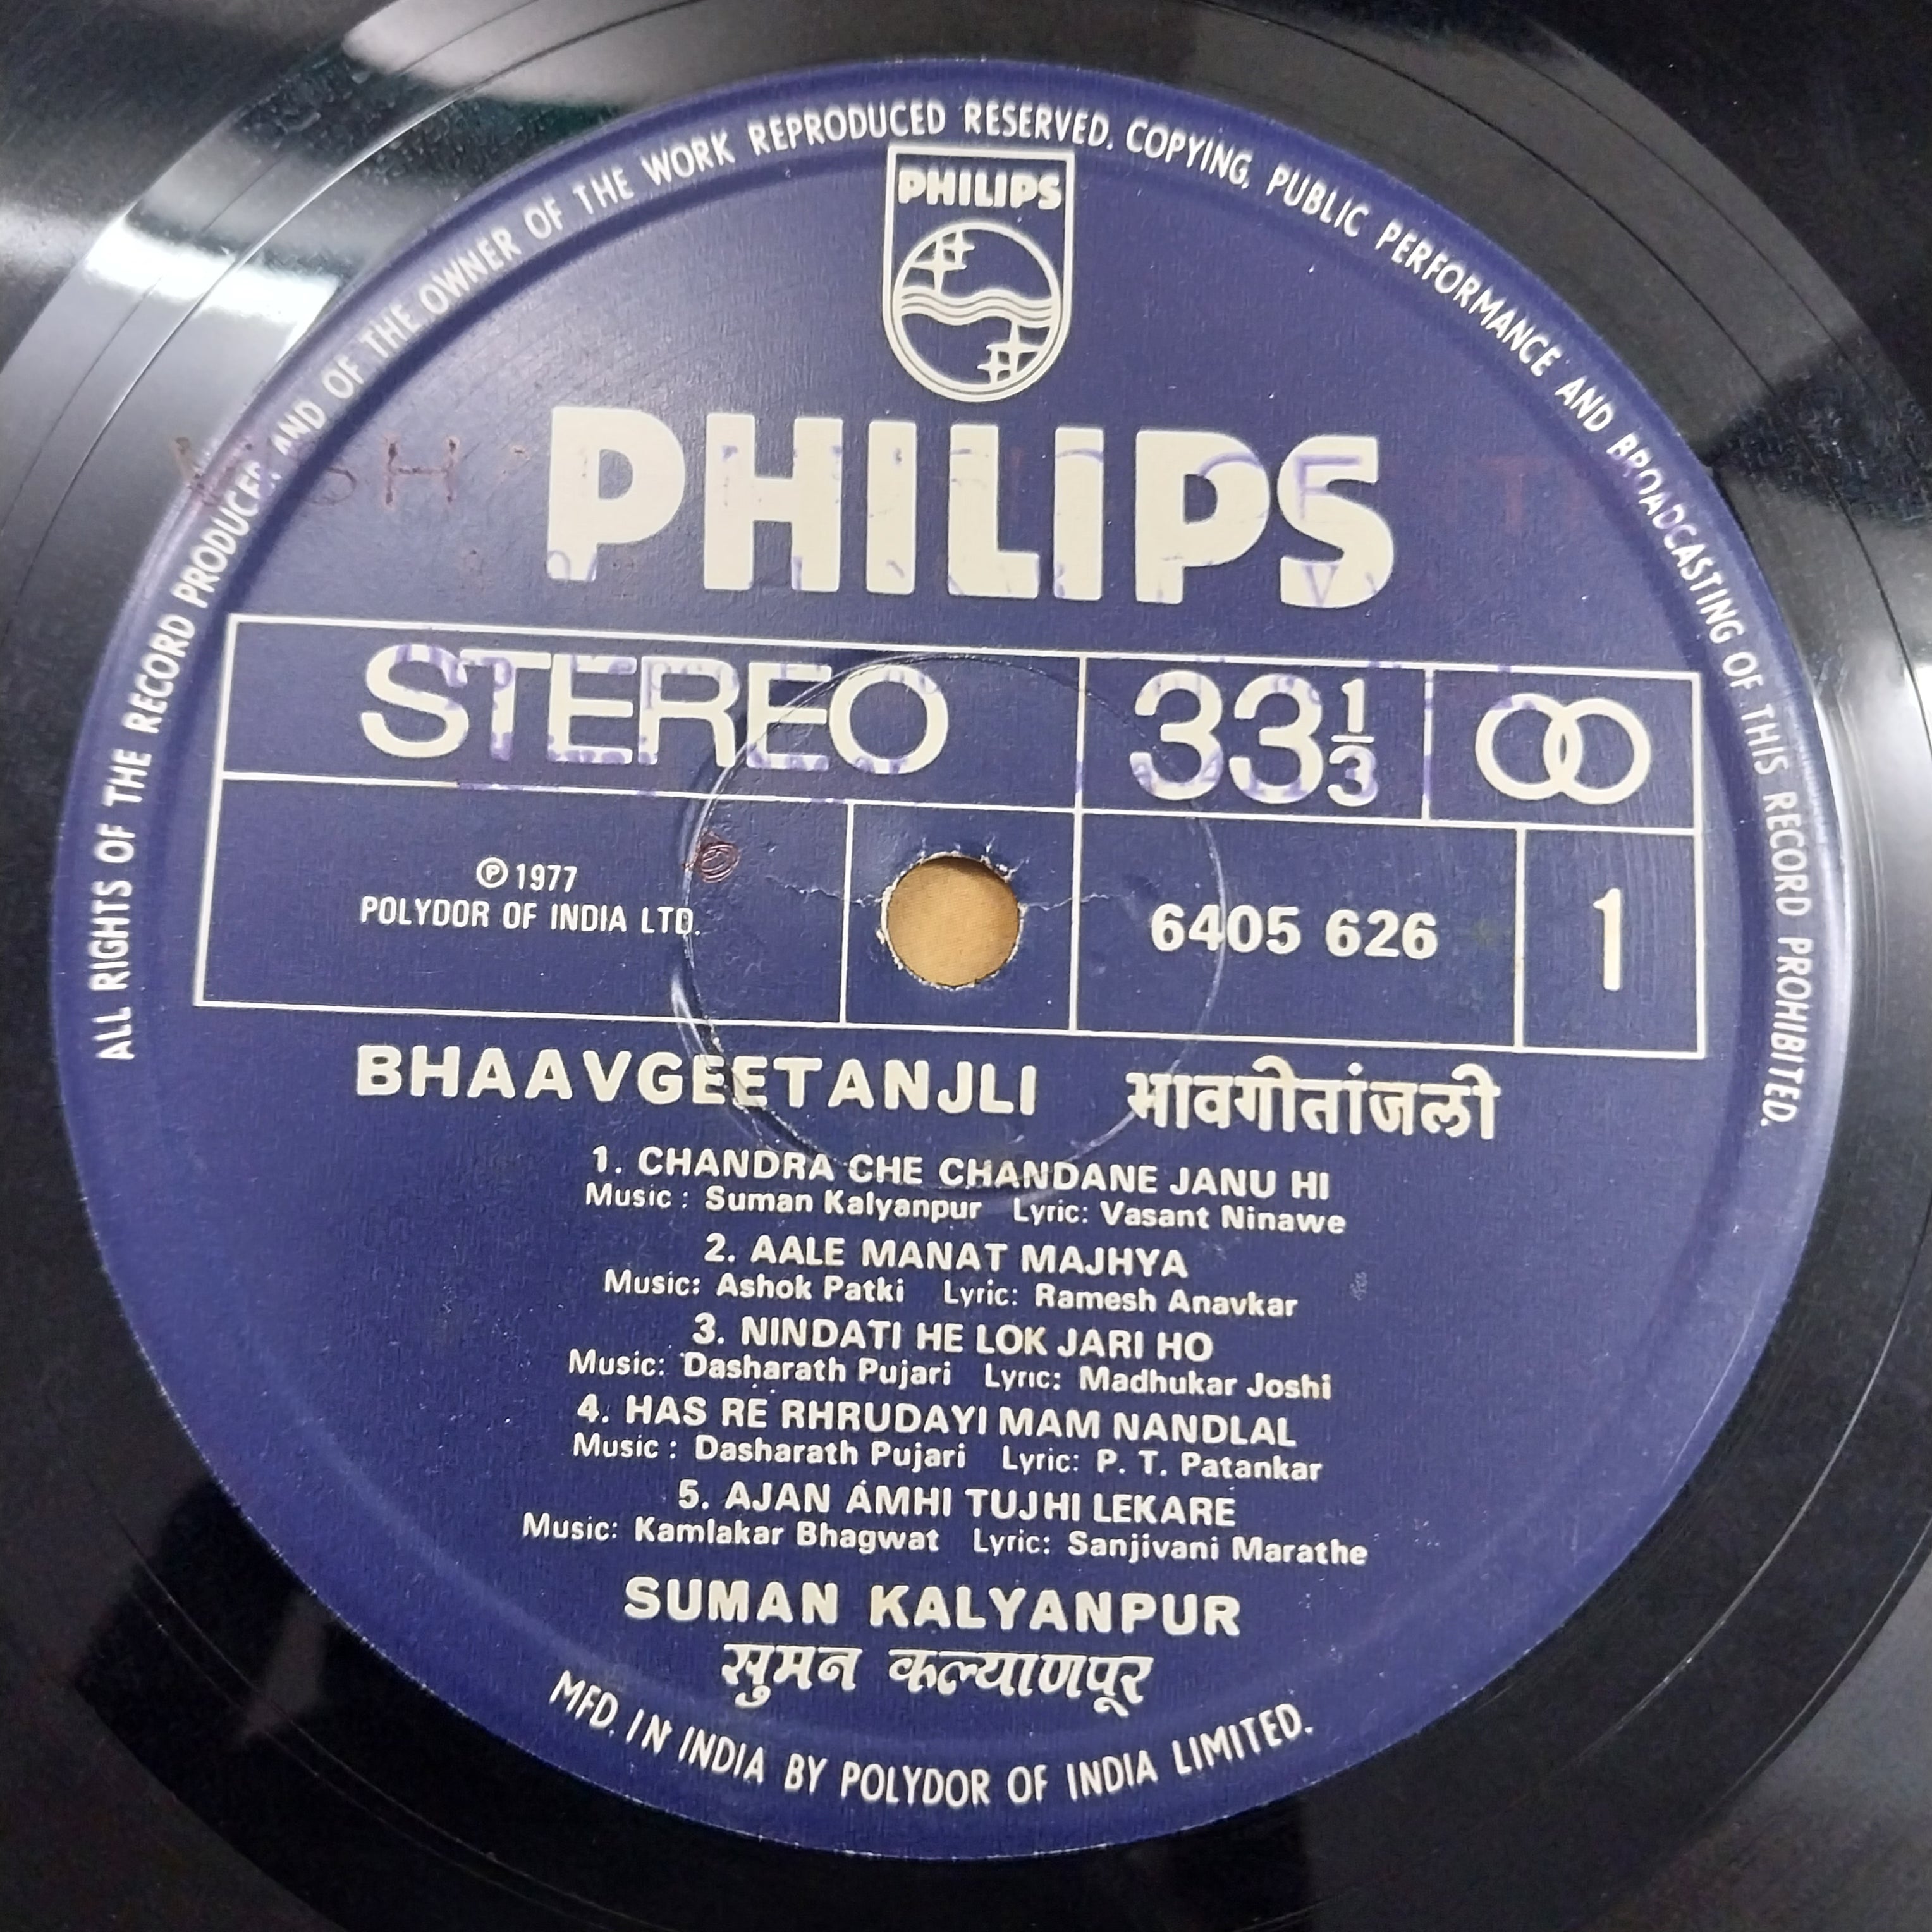 ALL RIGHTS OF THE RECORD PRODUCER AND OF THE OWNER OF THE WORK REPRODUCED RESERVED. COPYING, PUBLIC PERFORMANCE AND BROADCASTING OF THIS RECORD PROHIBITED.
PHILIPS
PHILIPS
STEREO 33 1/3
Ⓟ 1977
POLYDOR OF INDIA LTD.
6405 626 1
BHAAVGEETANJLI भावगीतांजली
1. CHANDRA CHE CHANDANE JANU HI
Music : Suman Kalyanpur Lyric: Vasant Ninawe
2. AALE MANAT MAJHYA
Music: Ashok Patki Lyric: Ramesh Anavkar
3. NINDATI HE LOK JARI HO
Music: Dasharath Pujari Lyric: Madhukar Joshi
4. HAS RE RHRUDAYI MAM NANDLAL
Music : Dasharath Pujari Lyric: P. T. Patankar
5. AJAN AMHI TUJHI LEKARE
Music: Kamlakar Bhagwat Lyric: Sanjivani Marathe
SUMAN KALYANPUR
सुमन कल्याणपूर
MFD. IN INDIA BY POLYDOR OF INDIA LIMITED.